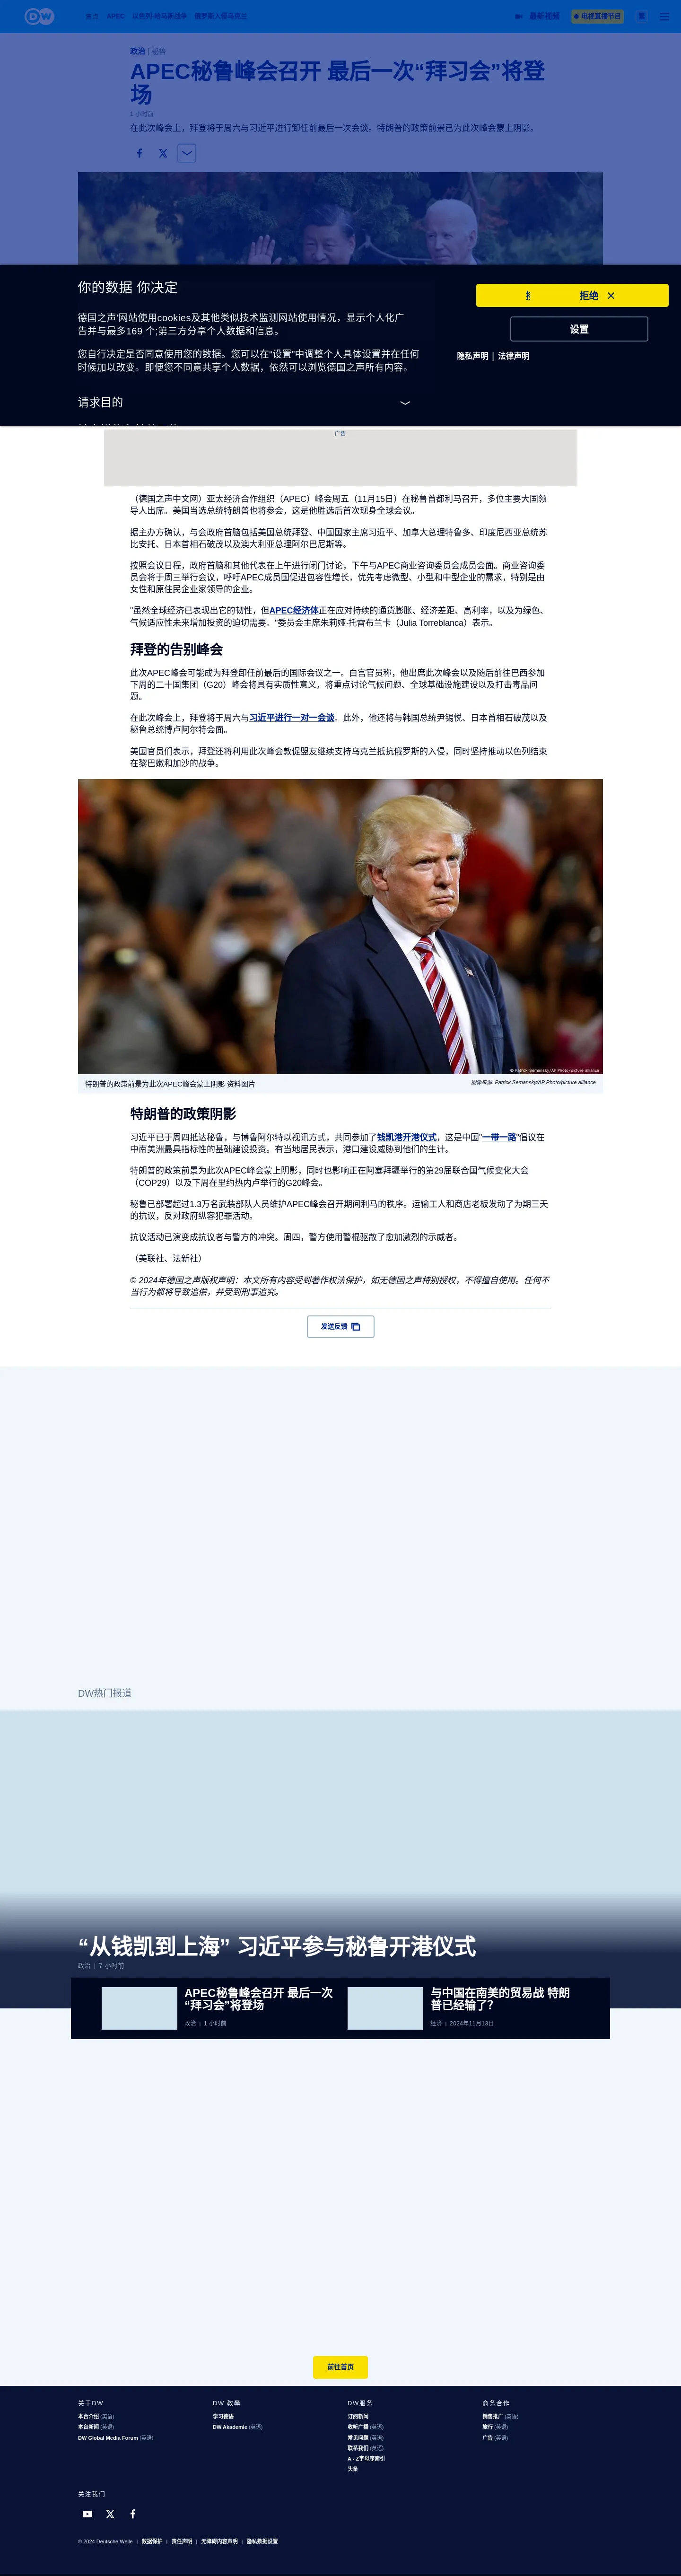 DW
焦点 APEC 以色列-哈马斯战争 俄罗斯入侵乌克兰
最新视频 电视直播节目 繁
政治 | 秘鲁
APEC秘鲁峰会召开 最后一次“拜习会”将登
场
1 小时前
在此次峰会上，拜登将于周六与习近平进行卸任前最后一次会谈。特朗普的政策前景已为此次峰会蒙上阴影。
你的数据 你决定
德国之声'网站使用cookies及其他类似技术监测网站使用情况，显示个人化广
告并与最多169 个;第三方分享个人数据和信息。
您自行决定是否同意使用您的数据。您可以在“设置”中调整个人具体设置并在任何
时候加以改变。即便您不同意共享个人数据，依然可以浏览德国之声所有内容。
请求目的
拒绝
设置
隐私声明 | 法律声明
广告
（德国之声中文网）亚太经济合作组织（APEC）峰会周五（11月15日）在秘鲁首都利马召开，多位主要大国领
导人出席。美国当选总统特朗普也将参会，这是他胜选后首次现身全球会议。
据主办方确认，与会政府首脑包括美国总统拜登、中国国家主席习近平、加拿大总理特鲁多、印度尼西亚总统苏
比安托、日本首相石破茂以及澳大利亚总理阿尔巴尼斯等。
按照会议日程，政府首脑和其他代表在上午进行闭门讨论，下午与APEC商业咨询委员会成员会面。商业咨询委
员会将于周三举行会议，呼吁APEC成员国促进包容性增长，优先考虑微型、小型和中型企业的需求，特别是由
女性和原住民企业家领导的企业。
“虽然全球经济已表现出它的韧性，但APEC经济体正在应对持续的通货膨胀、经济差距、高利率，以及为绿色、
气候适应性未来增加投资的迫切需要。”委员会主席朱莉娅·托雷布兰卡（Julia Torreblanca）表示。
拜登的告别峰会
此次APEC峰会可能成为拜登卸任前最后的国际会议之一。白宫官员称，他出席此次峰会以及随后前往巴西参加
下周的二十国集团（G20）峰会将具有实质性意义，将重点讨论气候问题、全球基础设施建设以及打击毒品问
题。
在此次峰会上，拜登将于周六与习近平进行一对一会谈。此外，他还将与韩国总统尹锡悦、日本首相石破茂以及
秘鲁总统博卢阿尔特会面。
美国官员们表示，拜登还将利用此次峰会敦促盟友继续支持乌克兰抵抗俄罗斯的入侵，同时坚持推动以色列结束
在黎巴嫩和加沙的战争。
© Patrick Semansky/AP Photo/picture alliance
特朗普的政策前景为此次APEC峰会蒙上阴影 资料图片
图像来源: Patrick Semansky/AP Photo/picture alliance
特朗普的政策阴影
习近平已于周四抵达秘鲁，与博鲁阿尔特以视讯方式，共同参加了钱凯港开港仪式，这是中国“一带一路”倡议在
中南美洲最具指标性的基础建设投资。有当地居民表示，港口建设威胁到他们的生计。
特朗普的政策前景为此次APEC峰会蒙上阴影，同时也影响正在阿塞拜疆举行的第29届联合国气候变化大会
（COP29）以及下周在里约热内卢举行的G20峰会。
秘鲁已部署超过1.3万名武装部队人员维护APEC峰会召开期间利马的秩序。运输工人和商店老板发动了为期三天
的抗议，反对政府纵容犯罪活动。
抗议活动已演变成抗议者与警方的冲突。周四，警方使用警棍驱散了愈加激烈的示威者。
（美联社、法新社）
© 2024年德国之声版权声明：本文所有内容受到著作权法保护，如无德国之声特别授权，不得擅自使用。任何不
当行为都将导致追偿，并受到刑事追究。
发送反馈
DW热门报道
“从钱凯到上海” 习近平参与秘鲁开港仪式
政治 | 7 小时前
APEC秘鲁峰会召开 最后一次
“拜习会”将登场
政治 | 1 小时前
与中国在南美的贸易战 特朗
普已经输了？
经济 | 2024年11月13日
前往首页
关于DW
本台介绍 (英语)
本台新闻 (英语)
DW Global Media Forum (英语)
DW 教學
学习德语
DW Akademie (英语)
DW服务
订阅新闻
收听广播 (英语)
常见问题 (英语)
联系我们 (英语)
A - Z字母序索引
头条
商务合作
销售推广 (英语)
旅行 (英语)
广告 (英语)
关注我们
© 2024 Deutsche Welle | 数据保护 | 责任声明 | 无障碍内容声明 | 隐私数据设置